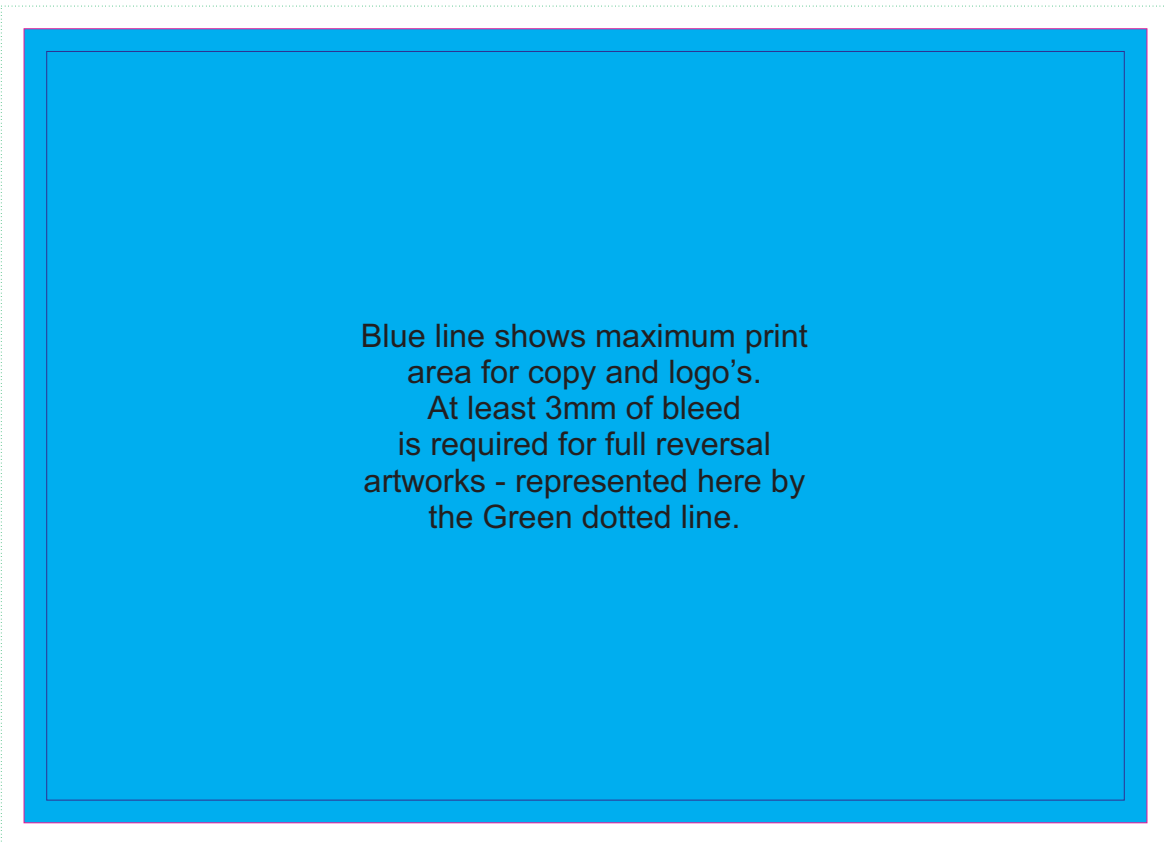 Blue line shows maximum print
area for copy and logo’s.
At least 3mm of bleed
is required for full reversal
artworks - represented here by
the Green dotted line.